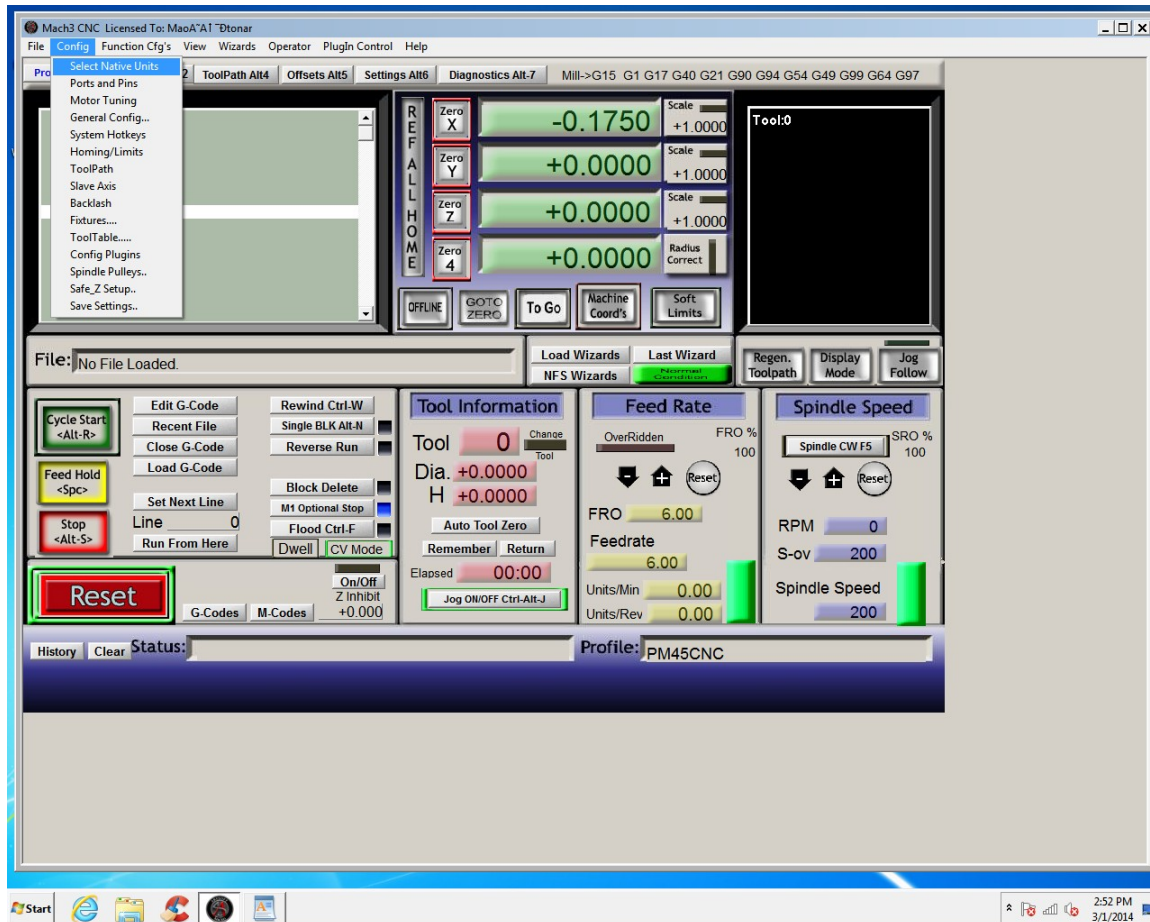 Mach3 CNC Licensed To: MaoA˜A1 ˜Ðtonar
File Config Function Cfg's View Wizards Operator PlugIn Control Help
Select Native Units
Ports and Pins
Motor Tuning
General Config...
System Hotkeys
Homing/Limits
ToolPath
Slave Axis
Backlash
Fixtures....
ToolTable.....
Config Plugins
Spindle Pulleys..
Safe_Z Setup..
Save Settings..
2 ToolPath Alt4 Offsets Alt5 Settings Alt6 Diagnostics Alt-7 Mill->G15 G1 G17 G40 G21 G90 G94 G54 G49 G99 G64 G97
REF ALL HOME
Zero X -0.1750 Scale +1.0000
Zero Y +0.0000 Scale +1.0000
Zero Z +0.0000 Scale +1.0000
Zero 4 +0.0000 Radius Correct
OFFLINE GOTO ZERO To Go Machine Coord's Soft Limits
Tool:0
File: No File Loaded.
Load Wizards Last Wizard
NFS Wizards Normal Condition
Regen. Toolpath Display Mode Jog Follow
Cycle Start <Alt-R>
Feed Hold <Spc>
Stop <Alt-S>
Edit G-Code
Recent File
Close G-Code
Load G-Code
Set Next Line
Line 0
Run From Here
Rewind Ctrl-W
Single BLK Alt-N
Reverse Run
Block Delete
M1 Optional Stop
Flood Ctrl-F
Dwell CV Mode
Reset
G-Codes M-Codes
On/Off
Z Inhibit
+0.000
Tool Information
Tool 0 Change Tool
Dia. +0.0000
H +0.0000
Auto Tool Zero
Remember Return
Elapsed 00:00
Jog ON/OFF Ctrl-Alt-J
Feed Rate
OverRidden FRO % 100
Reset
FRO 6.00
Feedrate
6.00
Units/Min 0.00
Units/Rev 0.00
Spindle Speed
Spindle CW F5 SRO % 100
Reset
RPM 0
S-ov 200
Spindle Speed
200
History Clear Status: Profile: PM45CNC
Start
2:52 PM
3/1/2014